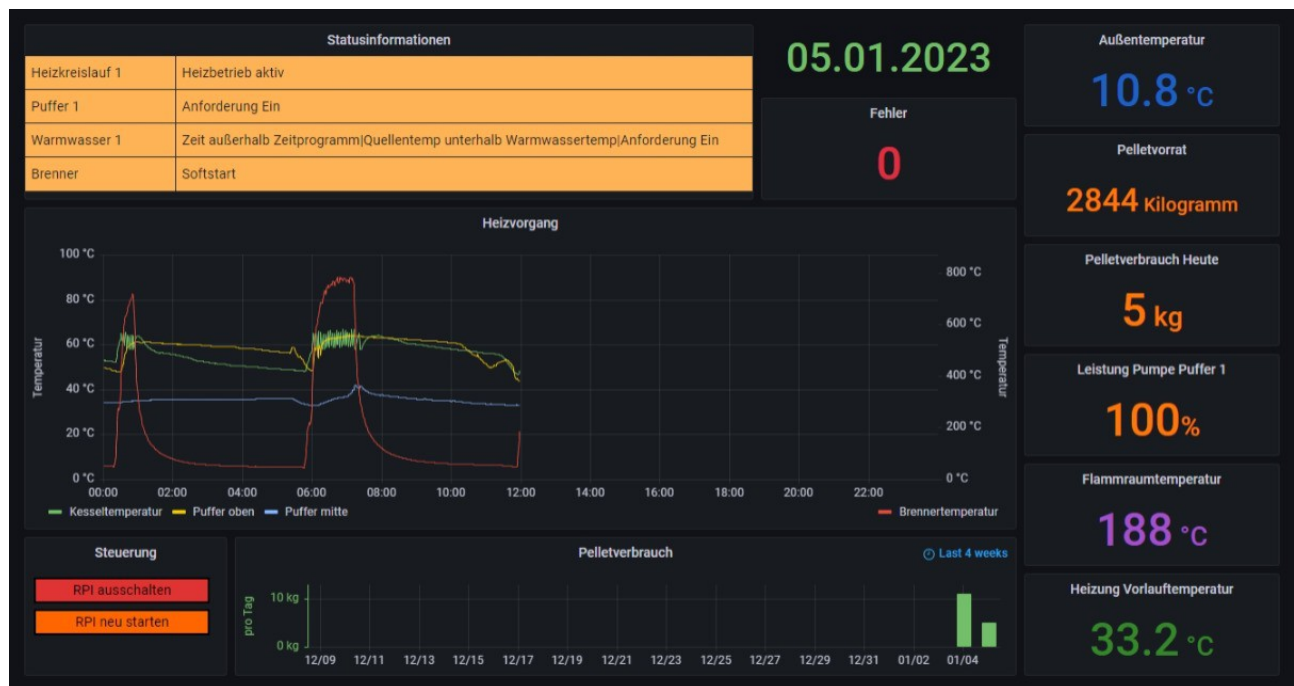 Statusinformationen
Heizkreislauf 1 Heizbetrieb aktiv
Puffer 1 Anforderung Ein
Warmwasser 1 Zeit außerhalb Zeitprogramm|Quellentemp unterhalb Warmwassertemp|Anforderung Ein
Brenner Softstart
05.01.2023
Fehler
0
Außentemperatur
10.8 °C
Pelletvorrat
2844 Kilogramm
Pelletverbrauch Heute
5 kg
Leistung Pumpe Puffer 1
100%
Flammraumtemperatur
188 °C
Heizung Vorlauftemperatur
33.2 °C
Heizvorgang
Temperatur
100 °C
80 °C
60 °C
40 °C
20 °C
0 °C
800 °C
600 °C
400 °C
200 °C
0 °C
Temperatur
00:00 02:00 04:00 06:00 08:00 10:00 12:00 14:00 16:00 18:00 20:00 22:00
Kesseltemperatur Puffer oben Puffer mitte Brennertemperatur
Steuerung
RPI ausschalten
RPI neu starten
Pelletverbrauch
Last 4 weeks
pro Tag
10 kg
0 kg
12/09 12/11 12/13 12/15 12/17 12/19 12/21 12/23 12/25 12/27 12/29 12/31 01/02 01/04